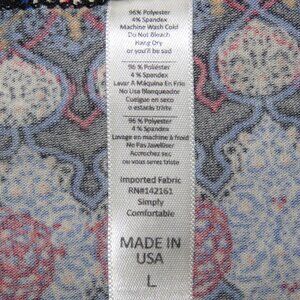 96% Polyester
4% Spandex
Machine Wash Cold
Do Not Bleach
Hang Dry
or you'll be sad
96 % Poliéster
4 % Spandex
Lavar A Máquina En Frio
No Usa Blanqueador
Cuelgue en seco
o estarás triste
96 % Polyester
4 % Spandex
Lavage en machine à froid
Ne Pas Javelliser
Accrochez sec
ou vous serez triste
Imported Fabric
RN#142161
Simply
Comfortable
MADE IN
USA
L